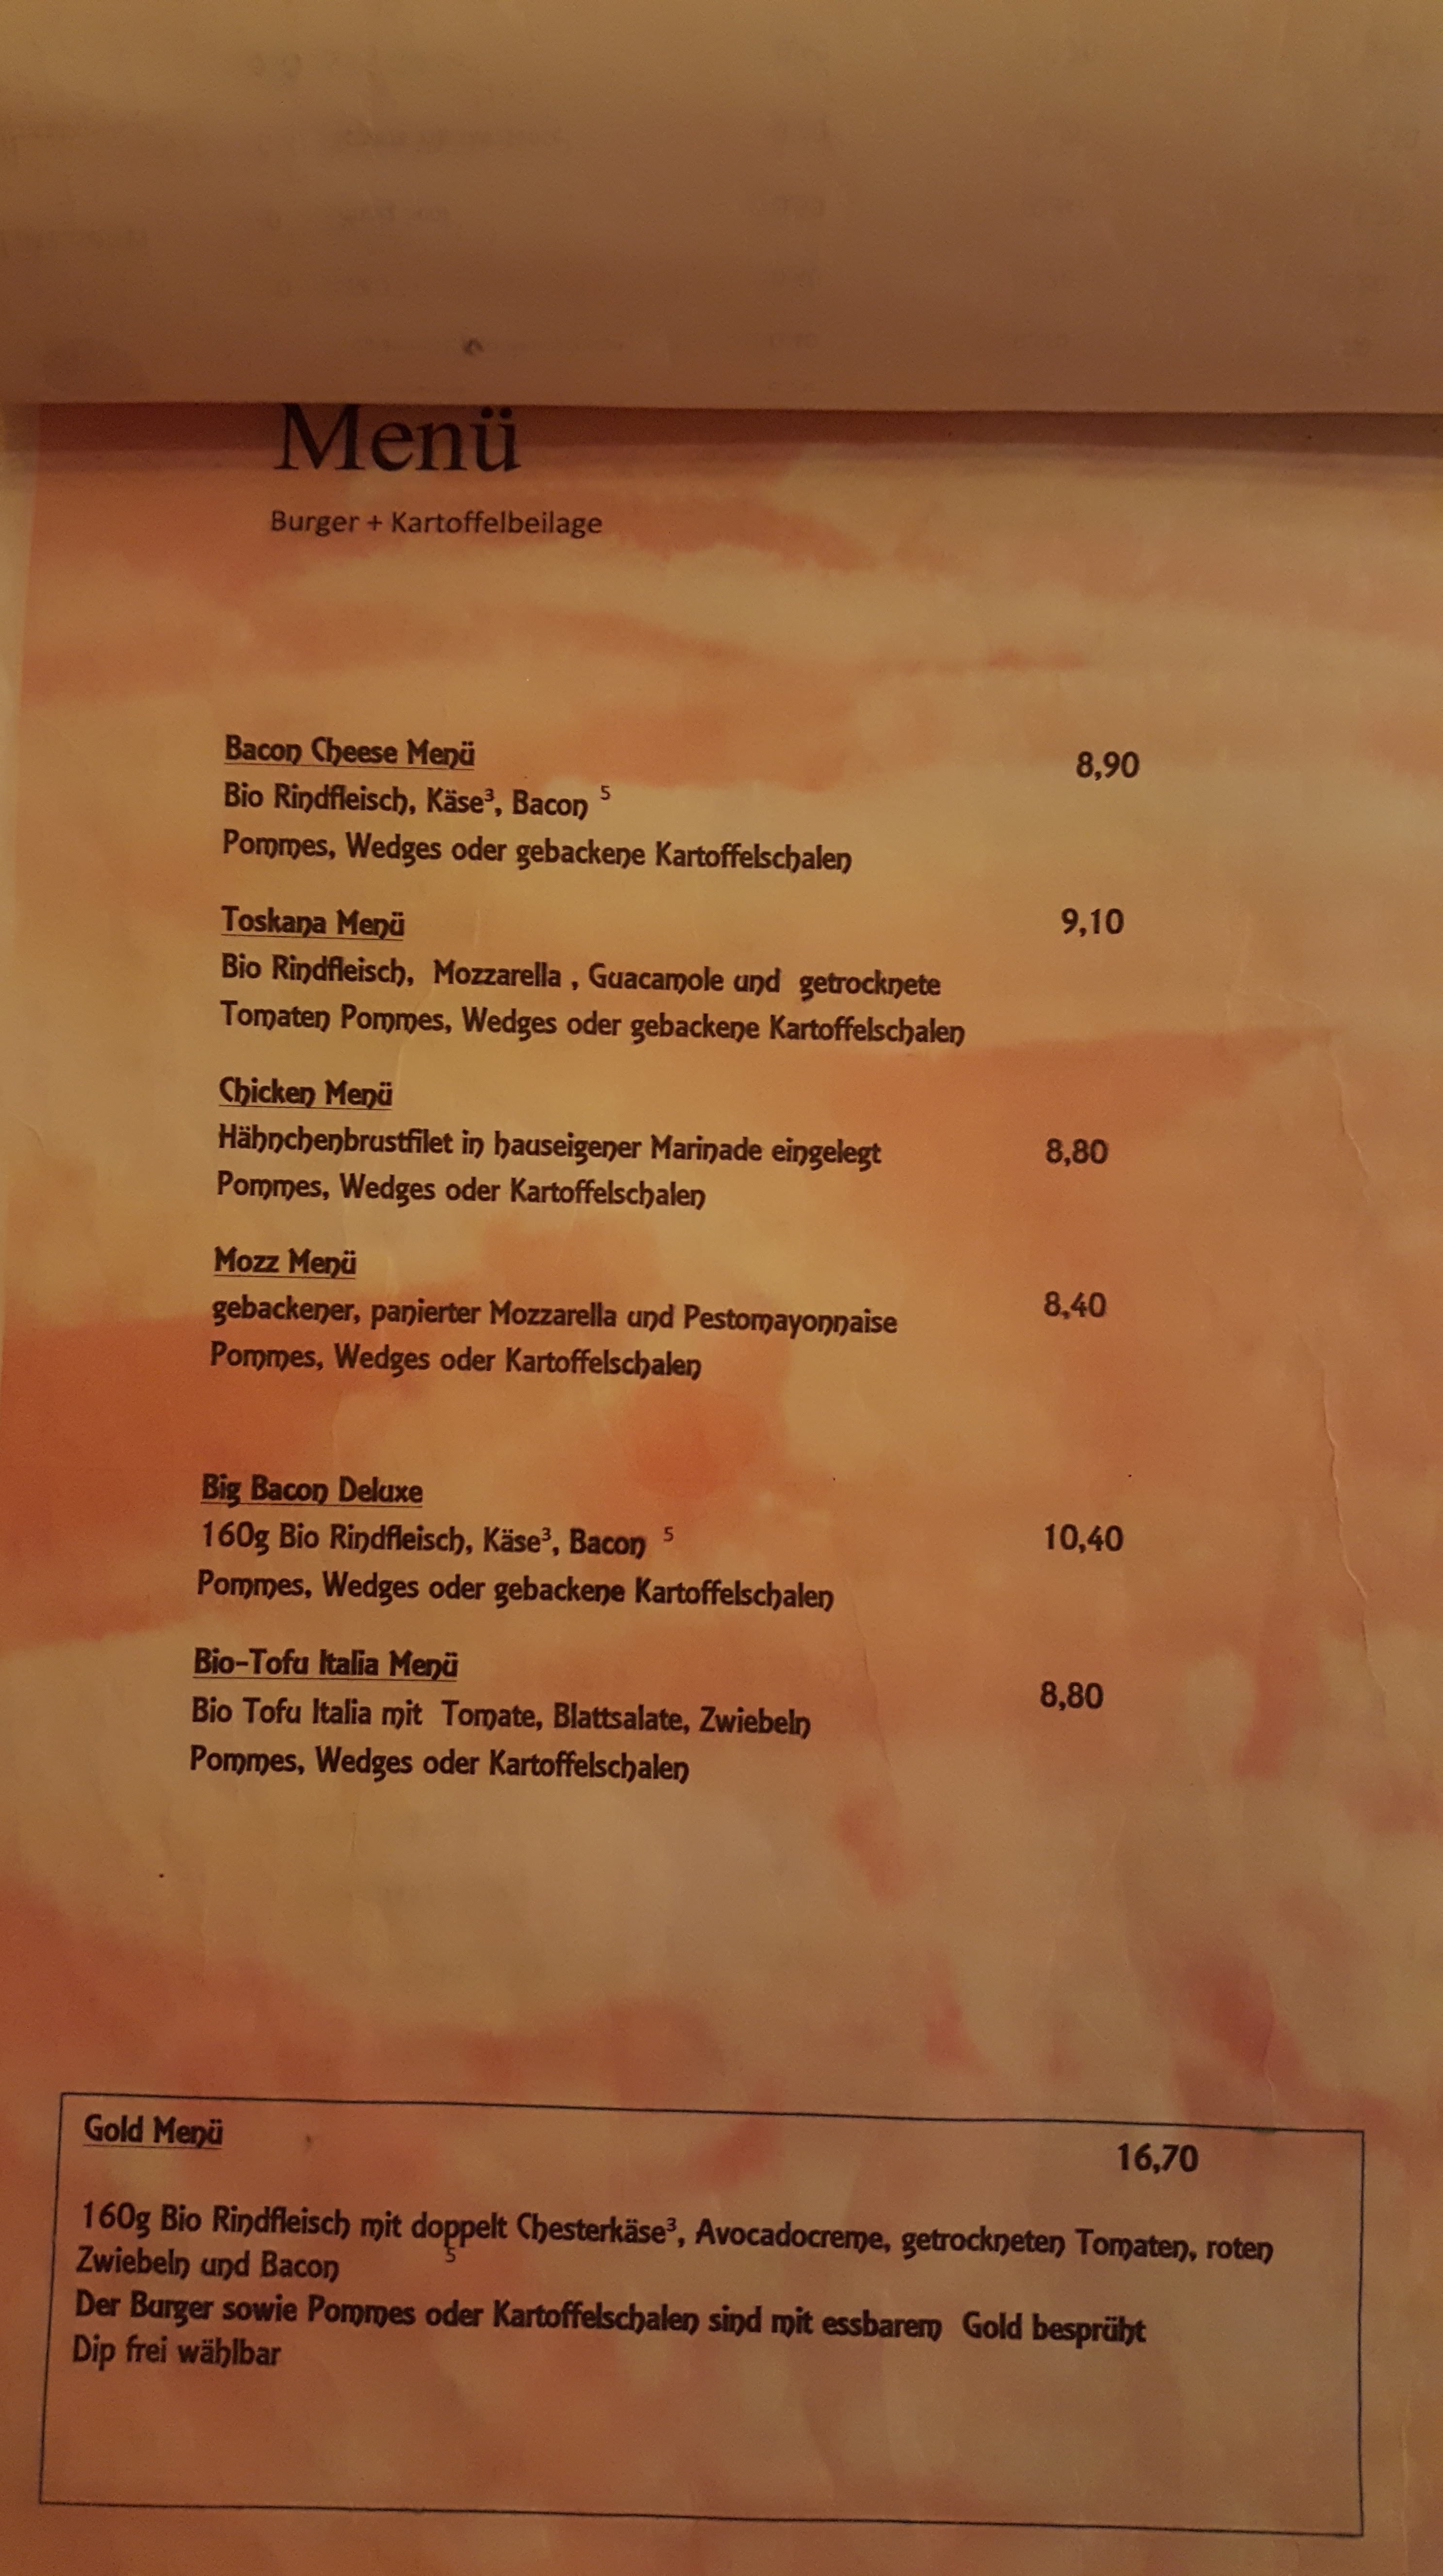 Menü
Burger + Kartoffelbeilage
Bacon Cheese Menü 8,90
Bio Rindfleisch, Käse³, Bacon ⁵
Pommes, Wedges oder gebackene Kartoffelschalen
Toskana Menü 9,10
Bio Rindfleisch, Mozzarella , Guacamole und getrocknete
Tomaten Pommes, Wedges oder gebackene Kartoffelschalen
Chicken Menü
Hähnchenbrustfilet in hauseigener Marinade eingelegt 8,80
Pommes, Wedges oder Kartoffelschalen
Mozz Menü
gebackener, panierter Mozzarella und Pestomayonnaise 8,40
Pommes, Wedges oder Kartoffelschalen
Big Bacon Deluxe
160g Bio Rindfleisch, Käse³, Bacon ⁵ 10,40
Pommes, Wedges oder gebackene Kartoffelschalen
Bio-Tofu Italia Menü
Bio Tofu Italia mit Tomate, Blattsalate, Zwiebeln 8,80
Pommes, Wedges oder Kartoffelschalen
Gold Menü 16,70
160g Bio Rindfleisch mit doppelt Chesterkäse³, Avocadocreme, getrockneten Tomaten, roten
Zwiebeln und Bacon ⁵
Der Burger sowie Pommes oder Kartoffelschalen sind mit essbarem Gold besprüht
Dip frei wählbar